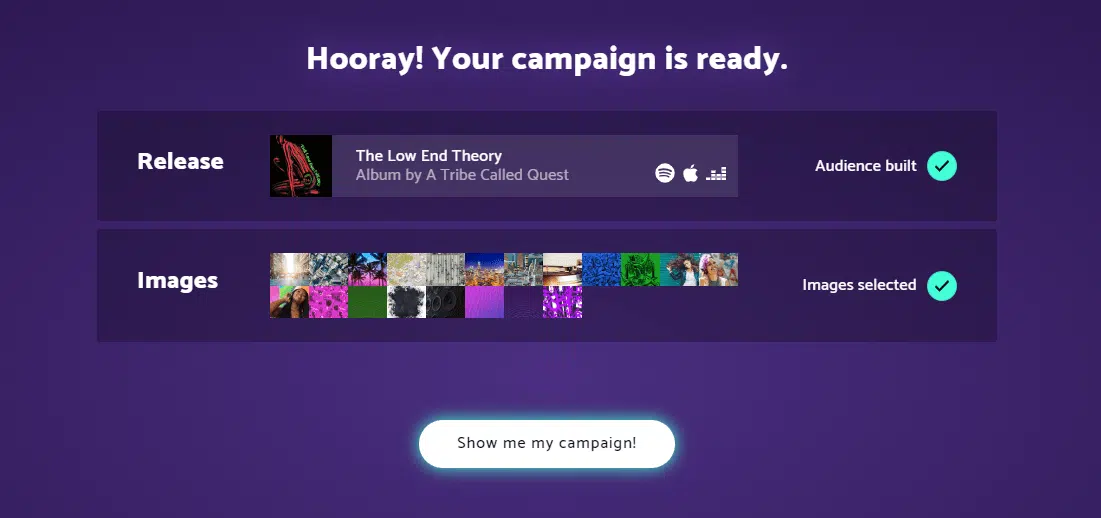 Hooray! Your campaign is ready.
Release
The Low End Theory
Album by A Tribe Called Quest
Audience built
Images
Images selected
Show me my campaign!